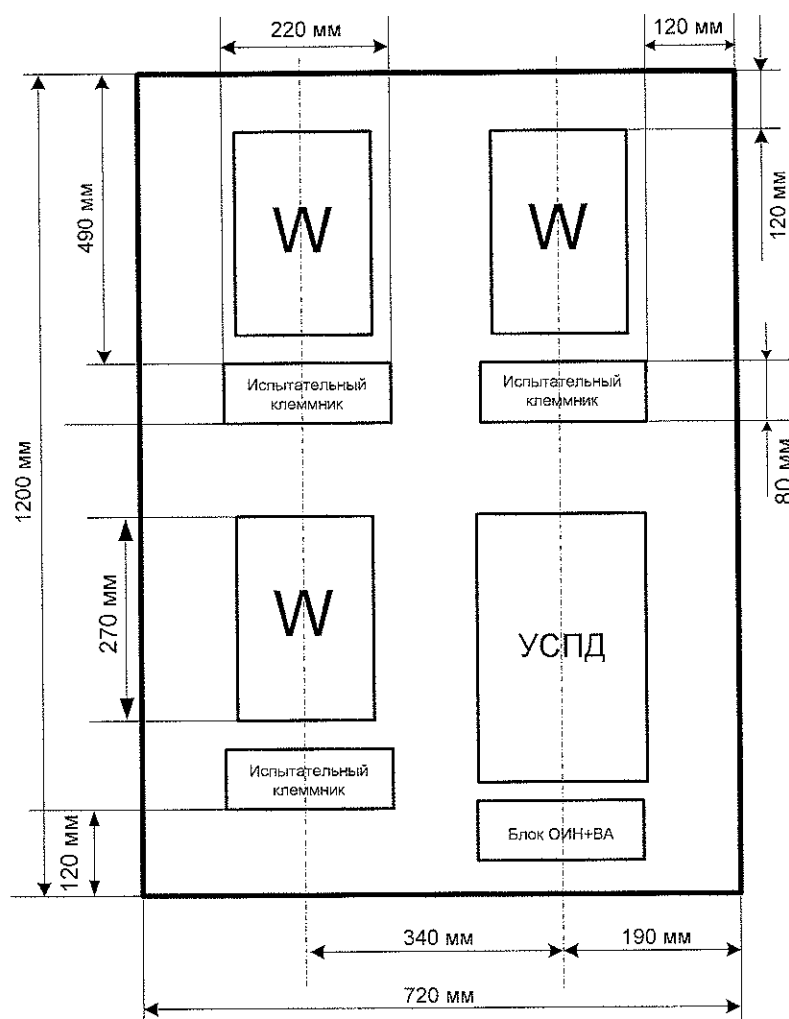 220 мм
120 мм
490 мм
W
W
120 мм
Испытательный
клеммник
Испытательный
клеммник
80 мм
1200 мм
270 мм
W
УСПД
Испытательный
клеммник
120 мм
Блок ОИН+ВА
340 мм
190 мм
720 мм